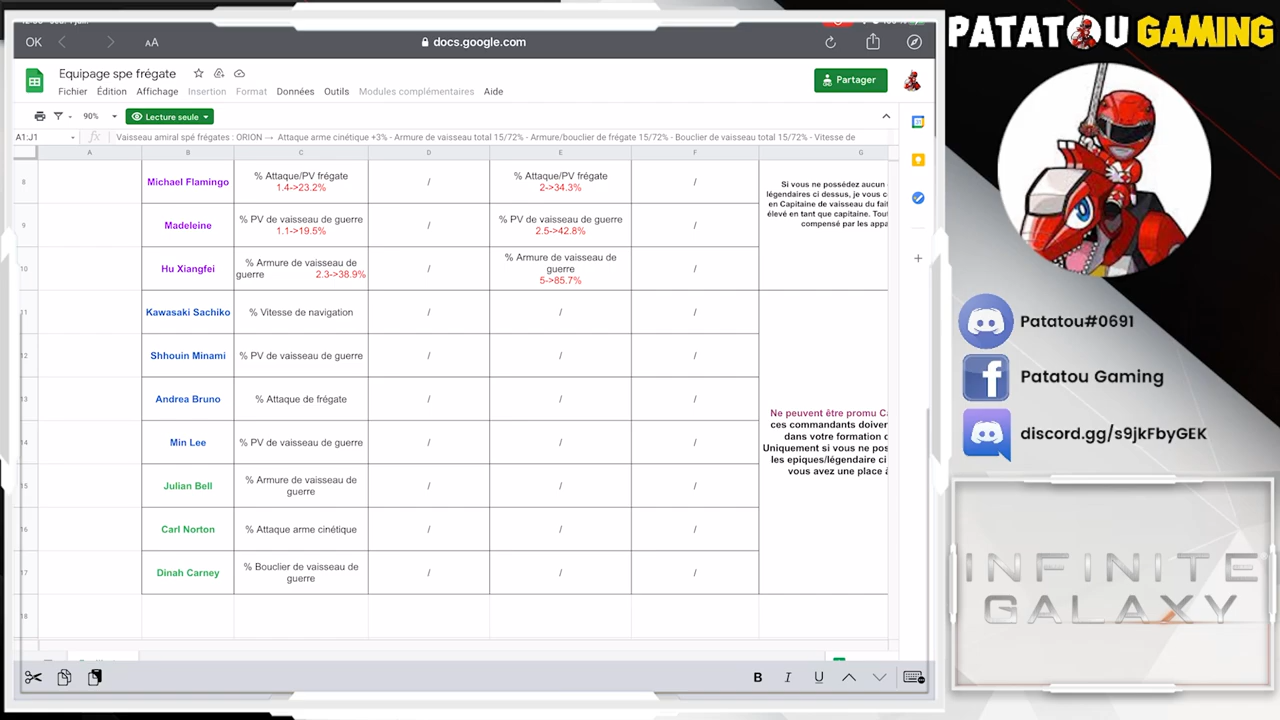 OK
AA
docs.google.com
Equipage spe frégate
Partager
Fichier Édition Affichage Insertion Format Données Outils Modules complémentaires Aide
90% Lecture seule
A1:J1 fx Vaisseau amiral spé frégates : ORION → Attaque arme cinétique +3% - Armure de vaisseau total 15/72% - Armure/bouclier de frégate 15/72% - Bouclier de vaisseau total 15/72% - Vitesse de
A B C D E F G
8 Michael Flamingo % Attaque/PV frégate 1.4->23.2% / % Attaque/PV frégate 2->34.3% /
Si vous ne possédez aucun
légendaires ci dessus, je vous c
en Capitaine de vaisseau du fait
élevé en tant que capitaine. Tout
compensé par les appa
9 Madeleine % PV de vaisseau de guerre 1.1->19.5% / % PV de vaisseau de guerre 2.5->42.8% /
10 Hu Xiangfei % Armure de vaisseau de guerre 2.3->38.9% / % Armure de vaisseau de guerre 5->85.7% /
11 Kawasaki Sachiko % Vitesse de navigation / / /
12 Shhouin Minami % PV de vaisseau de guerre / / /
13 Andrea Bruno % Attaque de frégate / / /
14 Min Lee % PV de vaisseau de guerre / / /
15 Julian Bell % Armure de vaisseau de guerre / / /
16 Carl Norton % Attaque arme cinétique / / /
17 Dinah Carney % Bouclier de vaisseau de guerre / / /
18
Ne peuvent être promu Ca
ces commandants doiver
dans votre formation c
Uniquement si vous ne pos
les epiques/légendaire ci
vous avez une place à
B I U
PATATOU GAMING
Patatou#0691
Patatou Gaming
discord.gg/s9jkFbyGEK
INFINITE
GALAXY